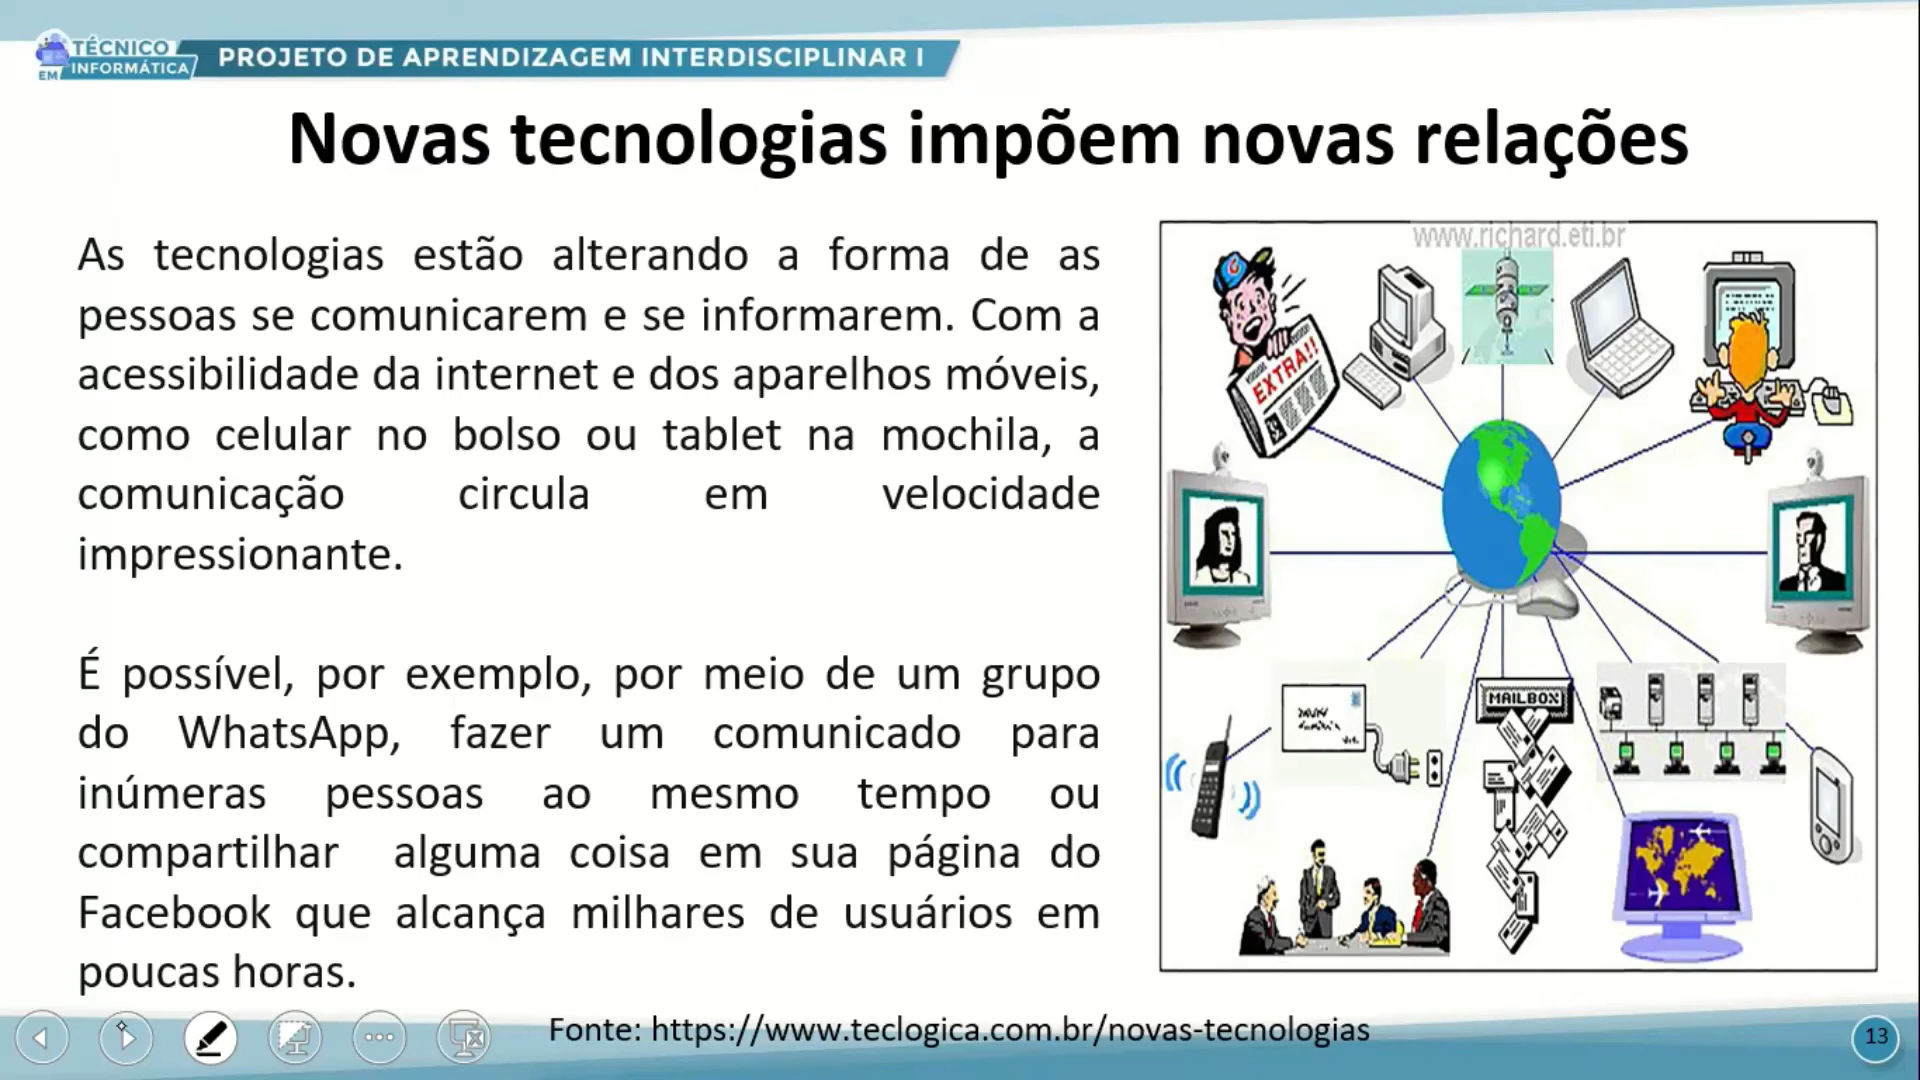 TÉCNICO
EM INFORMÁTICA
PROJETO DE APRENDIZAGEM INTERDISCIPLINAR I
Novas tecnologias impõem novas relações
As tecnologias estão alterando a forma de as
pessoas se comunicarem e se informarem. Com a
acessibilidade da internet e dos aparelhos móveis,
como celular no bolso ou tablet na mochila, a
comunicação circula em velocidade
impressionante.
É possível, por exemplo, por meio de um grupo
do WhatsApp, fazer um comunicado para
inúmeras pessoas ao mesmo tempo ou
compartilhar alguma coisa em sua página do
Facebook que alcança milhares de usuários em
poucas horas.
www.richard.eti.br
EXTRA!!
MAILBOX
Fonte: https://www.teclogica.com.br/novas-tecnologias
13